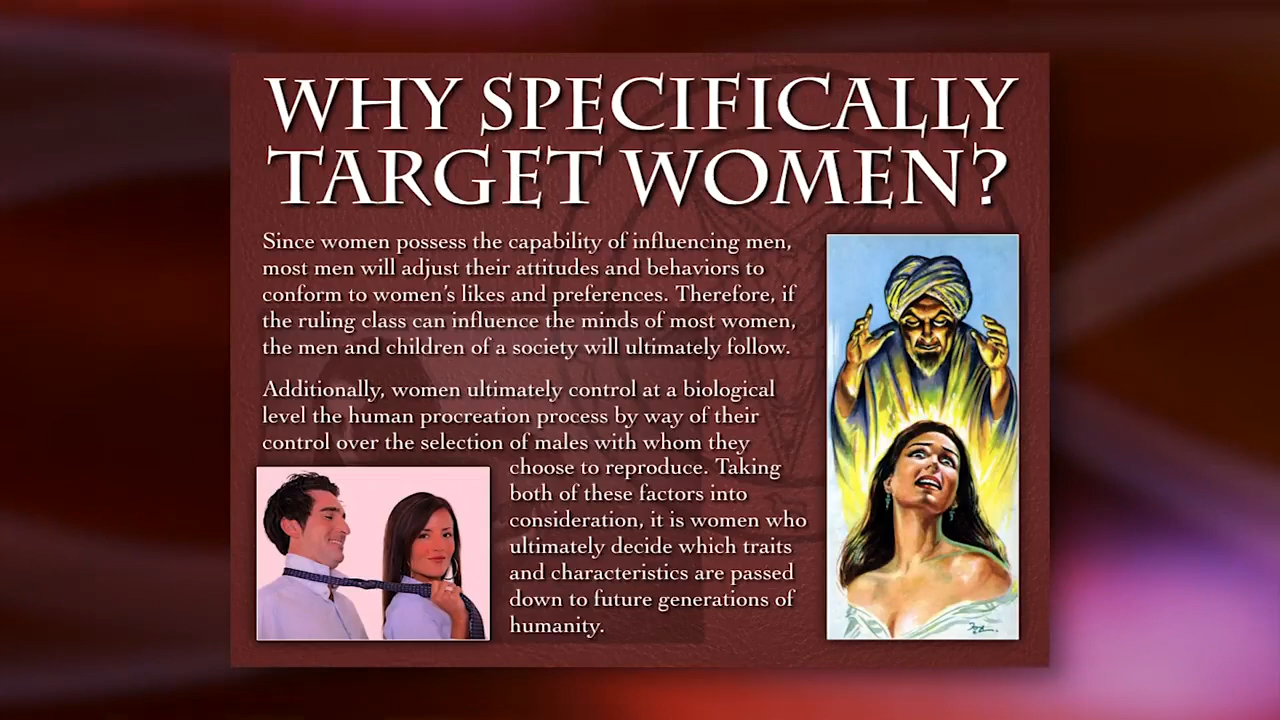 WHY SPECIFICALLY
TARGET WOMEN?
Since women possess the capability of influencing men,
most men will adjust their attitudes and behaviors to
conform to women's likes and preferences. Therefore, if
the ruling class can influence the minds of most women,
the men and children of a society will ultimately follow.
Additionally, women ultimately control at a biological
level the human procreation process by way of their
control over the selection of males with whom they
choose to reproduce. Taking
both of these factors into
consideration, it is women who
ultimately decide which traits
and characteristics are passed
down to future generations of
humanity.